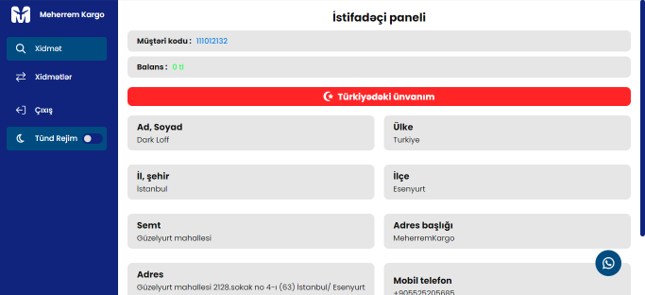 Meherrem Kargo
Xidmət
Xidmətlər
Çıxış
Tünd Rejim
İstifadəçi paneli
Müştəri kodu : 111012132
Balans : 0 tl
Türkiyədəki ünvanım
Ad, Soyad
Dark Loff
Ülke
Turkiye
İl, şehir
İstanbul
İlçe
Esenyurt
Semt
Güzelyurt mahallesi
Adres başlığı
MeherremKargo
Adres
Güzelyurt mahallesi 2128.sokak no 4-ı (63) İstanbul/ Esenyurt
Mobil telefon
+905525205685